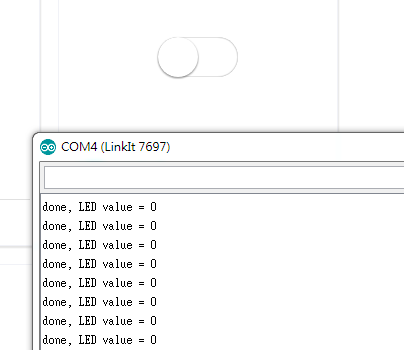 COM4 (LinkIt 7697)
done, LED value = 0
done, LED value = 0
done, LED value = 0
done, LED value = 0
done, LED value = 0
done, LED value = 0
done, LED value = 0
done, LED value = 0